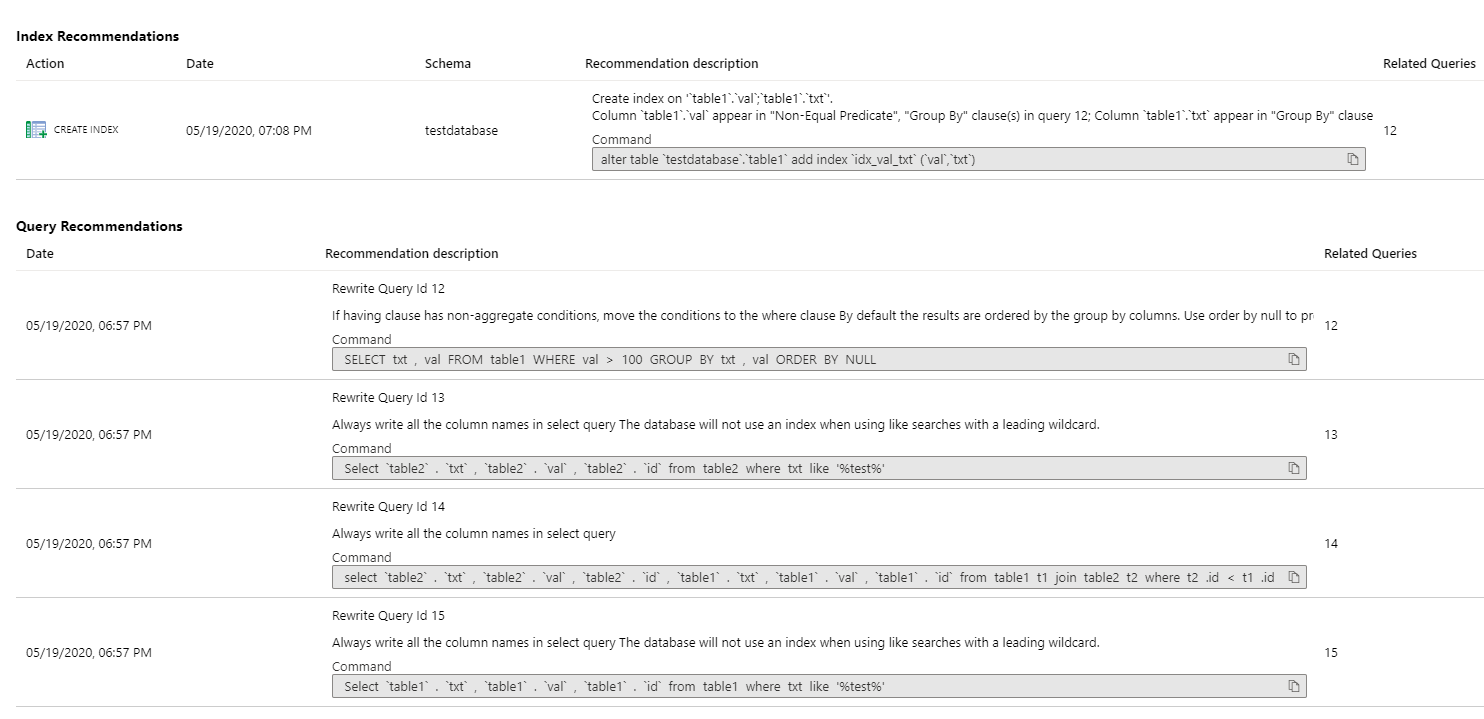 Index Recommendations
Action Date Schema Recommendation description Related Queries
Create index on '`table1`.`val`;`table1`.`txt`'.
Column `table1`.`val` appear in "Non-Equal Predicate", "Group By" clause(s) in query 12; Column `table1`.`txt` appear in "Group By" clause
CREATE INDEX 05/19/2020, 07:08 PM testdatabase 12
Command
alter table `testdatabase`.`table1` add index `idx_val_txt` (`val`,`txt`)
Query Recommendations
Date Recommendation description Related Queries
Rewrite Query Id 12
If having clause has non-aggregate conditions, move the conditions to the where clause By default the results are ordered by the group by columns. Use order by null to pr
05/19/2020, 06:57 PM 12
Command
SELECT txt , val FROM table1 WHERE val > 100 GROUP BY txt , val ORDER BY NULL
Rewrite Query Id 13
Always write all the column names in select query The database will not use an index when using like searches with a leading wildcard.
05/19/2020, 06:57 PM 13
Command
Select `table2` . `txt` , `table2` . `val` , `table2` . `id` from table2 where txt like '%test%'
Rewrite Query Id 14
Always write all the column names in select query
05/19/2020, 06:57 PM 14
Command
select `table2` . `txt` , `table2` . `val` , `table2` . `id` , `table1` . `txt` , `table1` . `val` , `table1` . `id` from table1 t1 join table2 t2 where t2 .id < t1 .id
Rewrite Query Id 15
Always write all the column names in select query The database will not use an index when using like searches with a leading wildcard.
05/19/2020, 06:57 PM 15
Command
Select `table1` . `txt` , `table1` . `val` , `table1` . `id` from table1 where txt like '%test%'